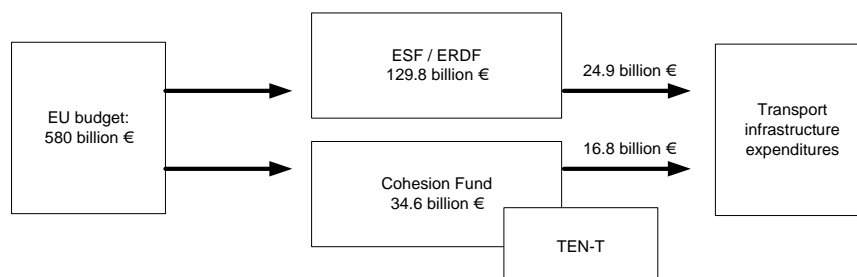 EU budget:
580 billion €
ESF / ERDF
129.8 billion €
24.9 billion €
Cohesion Fund
34.6 billion €
16.8 billion €
TEN-T
Transport
infrastructure
expenditures